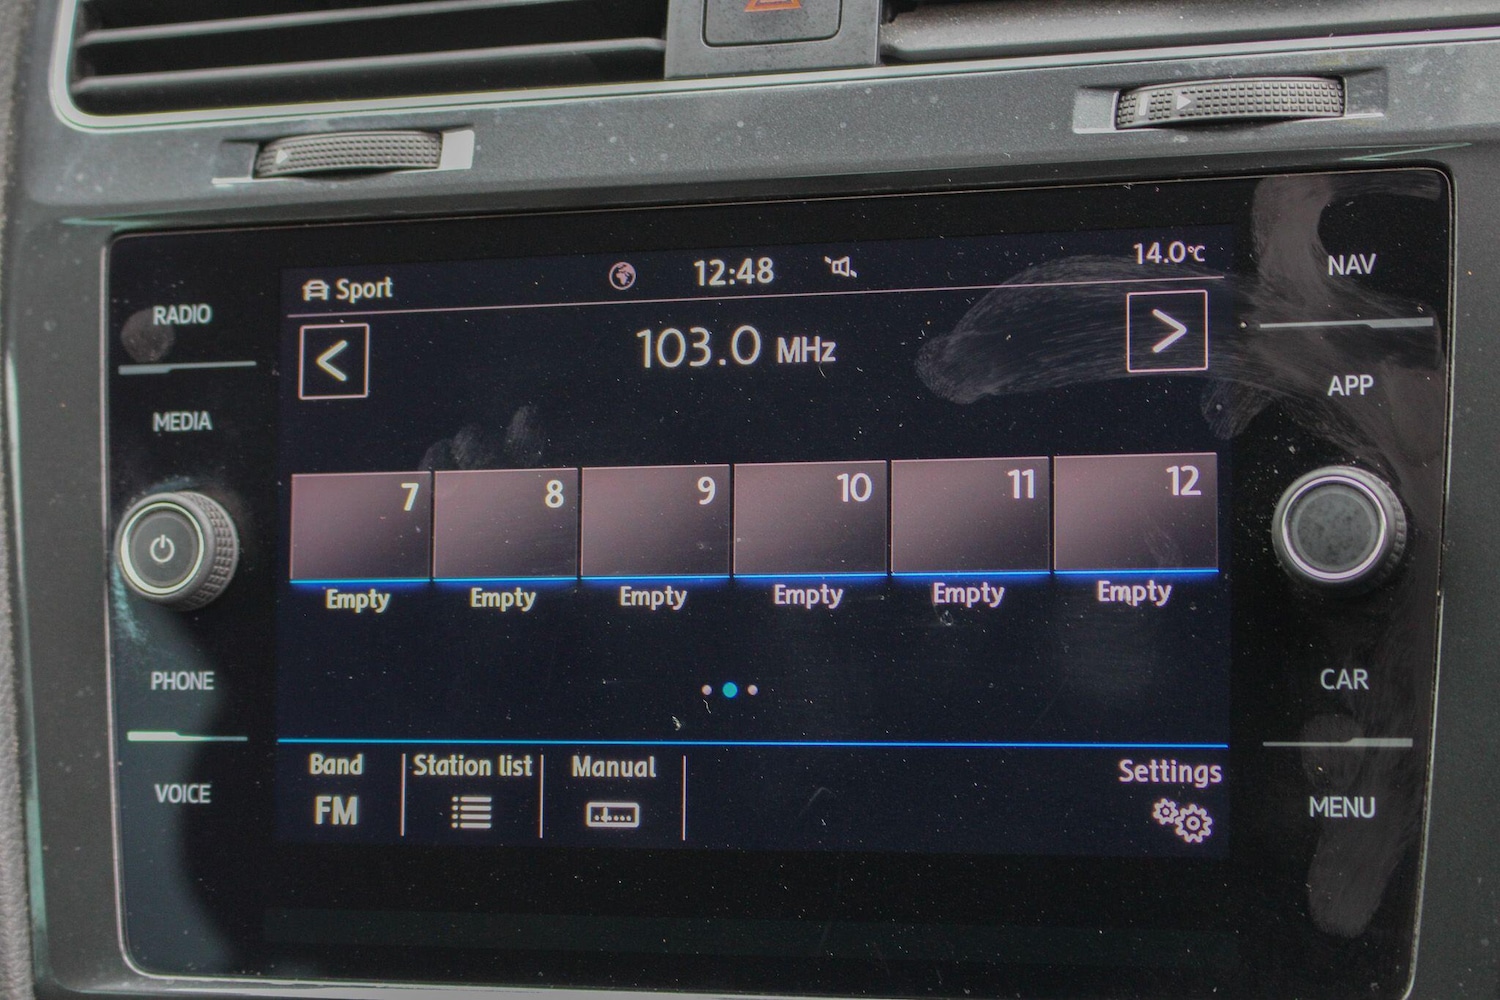 Sport 12:48 14.0°C
103.0 MHz
7 8 9 10 11 12
Empty Empty Empty Empty Empty Empty
Band Station list Manual Settings
FM
RADIO
MEDIA
PHONE
VOICE
NAV
APP
CAR
MENU